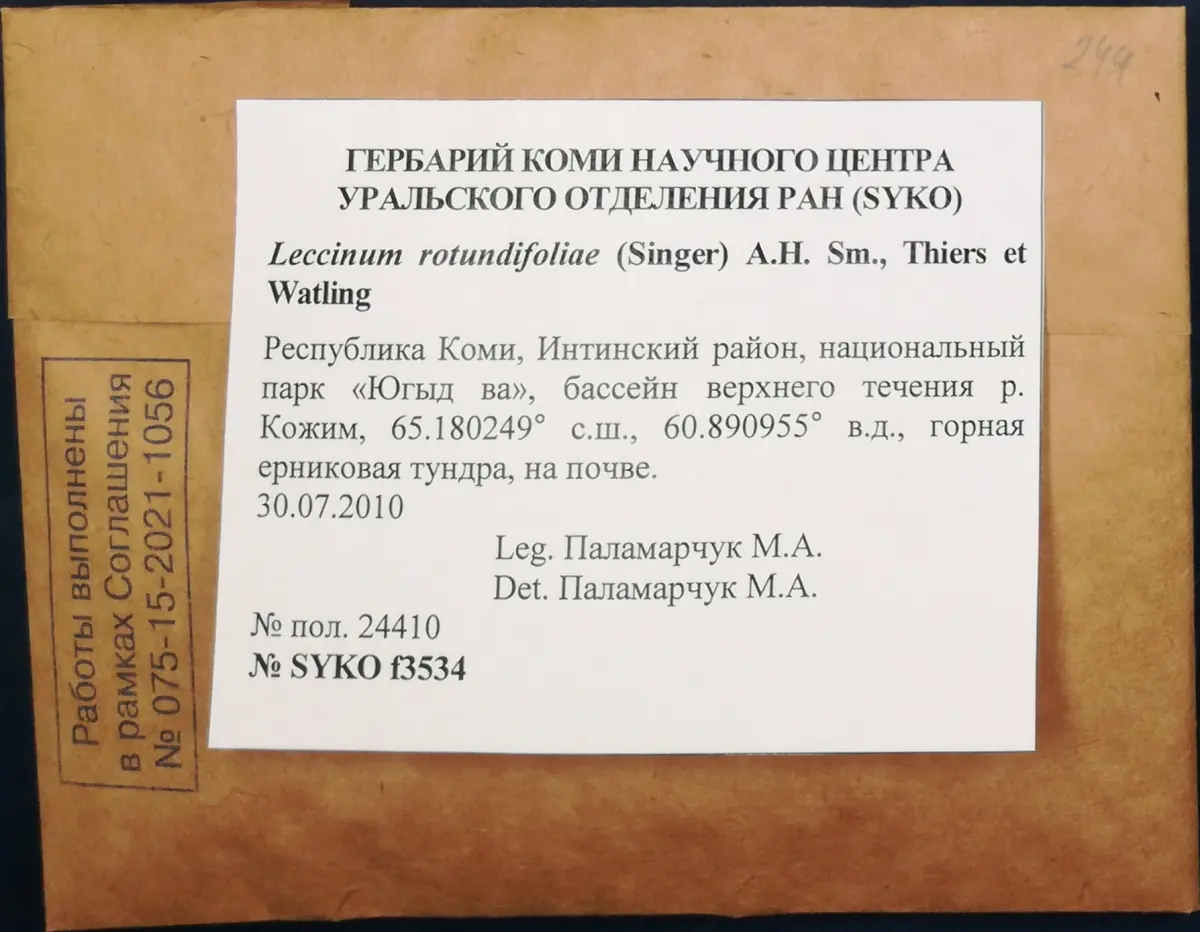 ГЕРБАРИЙ КОМИ НАУЧНОГО ЦЕНТРА
УРАЛЬСКОГО ОТДЕЛЕНИЯ РАН (SYKO)
Leccinum rotundifoliae (Singer) A.H. Sm., Thiers et
Watling
Республика Коми, Интинский район, национальный
парк «Югыд ва», бассейн верхнего течения р.
Кожим, 65.180249° с.ш., 60.890955° в.д., горная
ерниковая тундра, на почве.
30.07.2010
Leg. Паламарчук М.А.
Det. Паламарчук М.А.
№ пол. 24410
№ SYKO f3534
Работы выполнены
в рамках Соглашения
№ 075-15-2021-1056